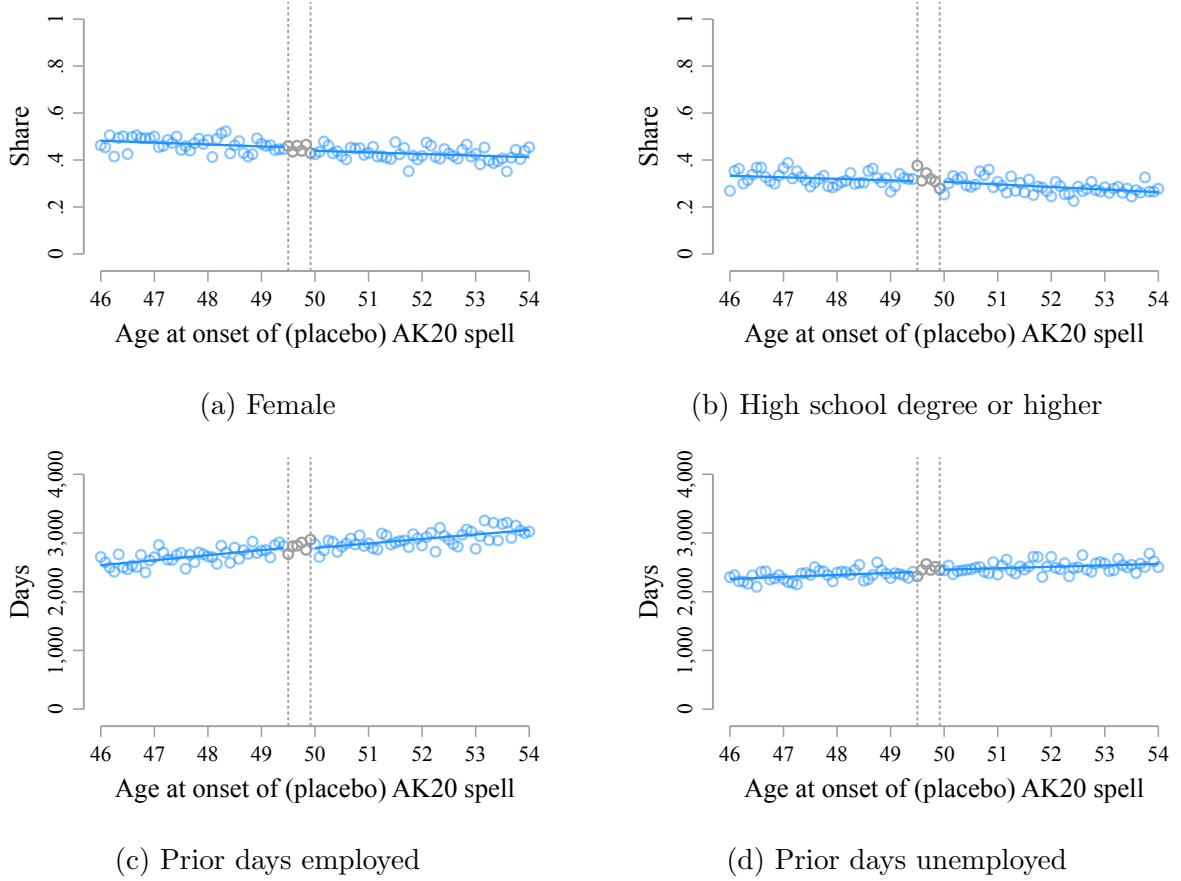 1
.8
.6
.4
.2
0
Share
46 47 48 49 50 51 52 53 54
Age at onset of (placebo) AK20 spell
(a) Female
1
.8
.6
.4
.2
0
Share
46 47 48 49 50 51 52 53 54
Age at onset of (placebo) AK20 spell
(b) High school degree or higher
4,000
3,000
2,000
1,000
0
Days
46 47 48 49 50 51 52 53 54
Age at onset of (placebo) AK20 spell
(c) Prior days employed
4,000
3,000
2,000
1,000
0
Days
46 47 48 49 50 51 52 53 54
Age at onset of (placebo) AK20 spell
(d) Prior days unemployed